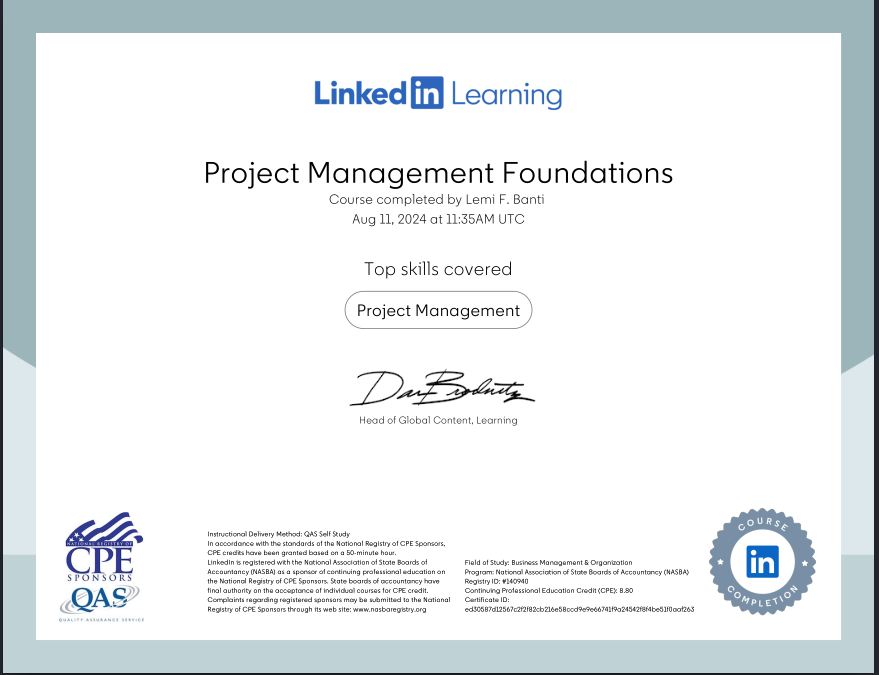 Linked in Learning
Project Management Foundations
Course completed by Lemi F. Banti
Aug 11, 2024 at 11:35AM UTC
Top skills covered
Project Management
Head of Global Content, Learning
NATIONAL REGISTRY OF
CPE
SPONSORS
QAS
QUALITY ASSURANCE SERVICE
Instructional Delivery Method: QAS Self Study
In accordance with the standards of the National Registry of CPE Sponsors,
CPE credits have been granted based on a 50-minute hour.
LinkedIn is registered with the National Association of State Boards of
Accountancy (NASBA) as a sponsor of continuing professional education on
the National Registry of CPE Sponsors. State boards of accountancy have
final authority on the acceptance of individual courses for CPE credit.
Complaints regarding registered sponsors may be submitted to the National
Registry of CPE Sponsors through its web site: www.nasbaregistry.org
Field of Study: Business Management & Organization
Program: National Association of State Boards of Accountancy (NASBA)
Registry ID: #140940
Continuing Professional Education Credit (CPE): 8.80
Certificate ID:
COURSE
in
COMPLETION